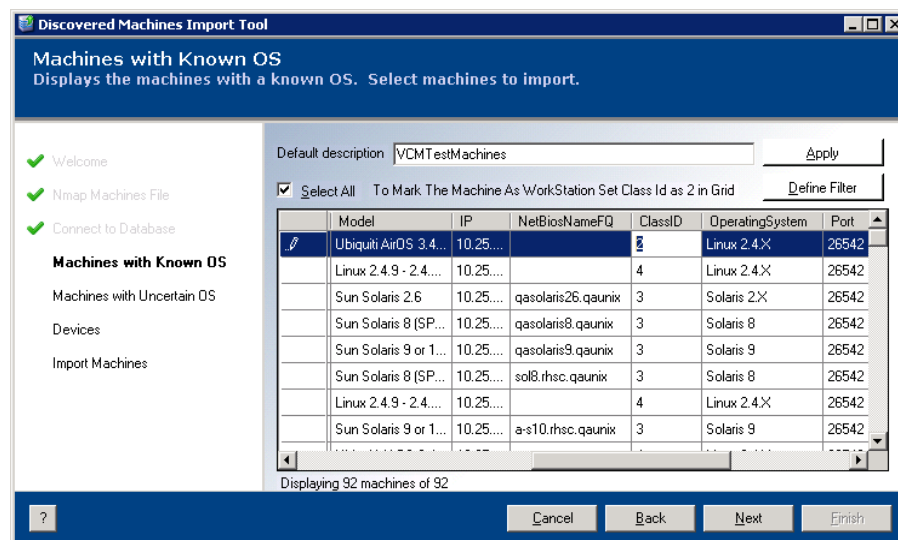 Discovered Machines Import Tool
Machines with Known OS
Displays the machines with a known OS. Select machines to import.
Welcome
Nmap Machines File
Connect to Database
Machines with Known OS
Machines with Uncertain OS
Devices
Import Machines
Default description VCMTestMachines Apply
Select All To Mark The Machine As WorkStation Set Class Id as 2 in Grid Define Filter
Model IP NetBiosNameFQ ClassID OperatingSystem Port
Ubiquiti AirOS 3.4... 10.25.... 2 Linux 2.4.X 26542
Linux 2.4.9 - 2.4.... 10.25.... 4 Linux 2.4.X 26542
Sun Solaris 2.6 10.25.... qasolaris26.qaunix 3 Solaris 2.X 26542
Sun Solaris 8 (SP... 10.25.... qasolaris8.qaunix 3 Solaris 8 26542
Sun Solaris 9 or 1... 10.25.... qasolaris9.qaunix 3 Solaris 9 26542
Sun Solaris 8 (SP... 10.25.... sol8.rhsc.qaunix 3 Solaris 8 26542
Linux 2.4.9 - 2.4.... 10.25.... 4 Linux 2.4.X 26542
Sun Solaris 9 or 1... 10.25.... a-s10.rhsc.qaunix 3 Solaris 9 26542
Displaying 92 machines of 92
? Cancel Back Next Finish